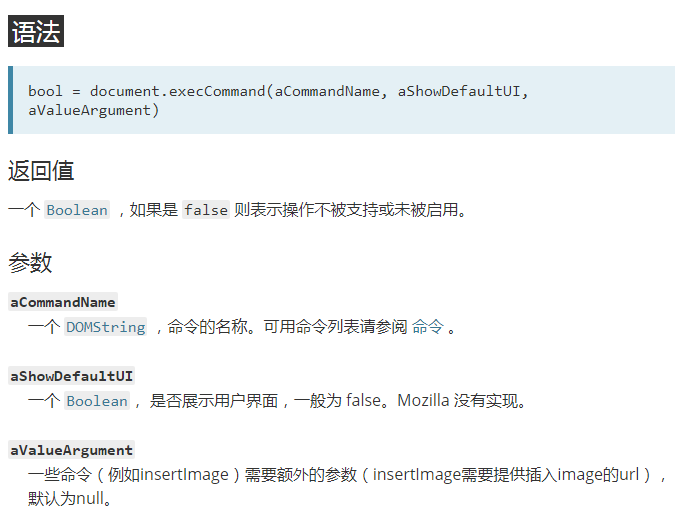 语法
bool = document.execCommand(aCommandName, aShowDefaultUI,
aValueArgument)
返回值
一个 Boolean ，如果是 false 则表示操作不被支持或未被启用。
参数
aCommandName
一个 DOMString ，命令的名称。可用命令列表请参阅 命令 。
aShowDefaultUI
一个 Boolean， 是否展示用户界面，一般为 false。Mozilla 没有实现。
aValueArgument
一些命令（例如insertImage）需要额外的参数（insertImage需要提供插入image的url），
默认为null。